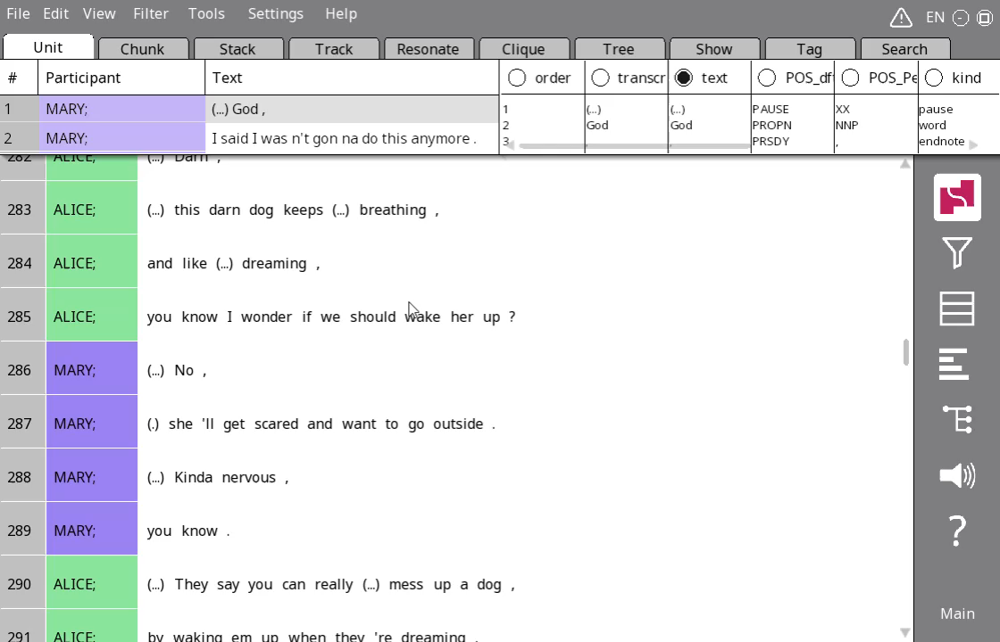 File Edit View Filter Tools Settings Help EN
Unit Chunk Stack Track Resonate Clique Tree Show Tag Search
# Participant Text order transcr text POS_df POS_Pe kind
1 MARY; (...) God , 1 (...) (...) PAUSE XX pause
2 God God PROPN NNP word
2 MARY; I said I was n't gon na do this anymore . 3 PRSDY , endnote
282 ALICE; (...) Darn ,
283 ALICE; (...) this darn dog keeps (...) breathing ,
284 ALICE; and like (...) dreaming ,
285 ALICE; you know I wonder if we should wake her up ?
286 MARY; (...) No ,
287 MARY; (.) she 'll get scared and want to go outside .
288 MARY; (...) Kinda nervous ,
289 MARY; you know .
290 ALICE; (...) They say you can really (...) mess up a dog ,
291 ALICE; by waking em up when they 're dreaming .
?
Main